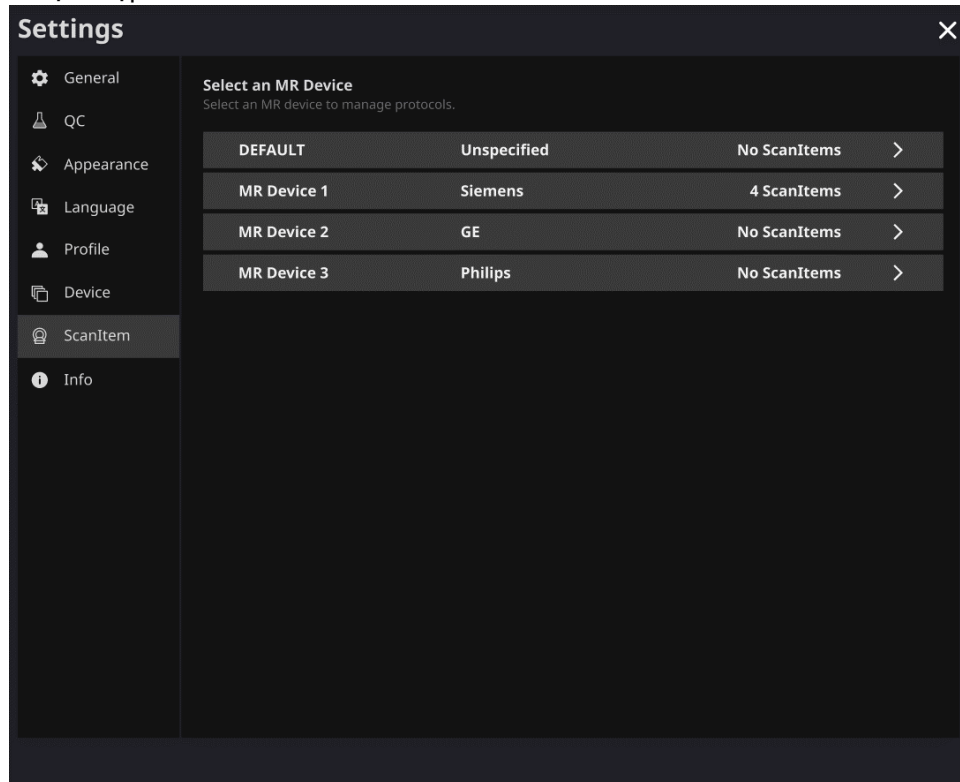 Settings
General
QC
Appearance
Language
Profile
Device
ScanItem
Info
Select an MR Device
Select an MR device to manage protocols.
DEFAULT Unspecified No ScanItems
MR Device 1 Siemens 4 ScanItems
MR Device 2 GE No ScanItems
MR Device 3 Philips No ScanItems